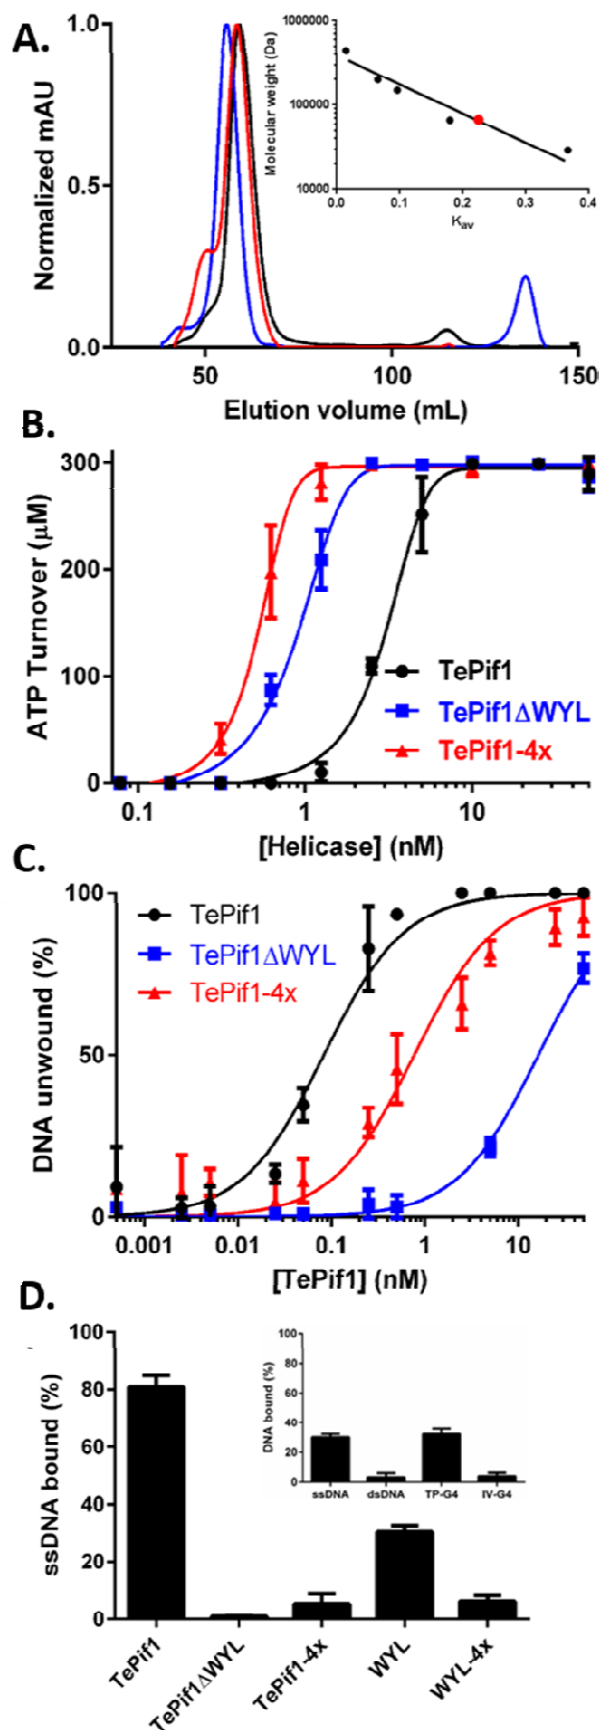 A.
1.0
0.5
0.0
Normalized mAU
50
100
150
Elution volume (mL)
1000000
100000
10000
Molecular weight (Da)
0.0
0.1
0.2
0.3
0.4
Kav
B.
300
200
100
0
ATP Turnover (μM)
TePif1
TePif1ΔWYL
TePif1-4x
0.1
1
10
[Helicase] (nM)
C.
100
50
0
DNA unwound (%)
TePif1
TePif1ΔWYL
TePif1-4x
0.001
0.01
0.1
1
10
[TePif1] (nM)
D.
100
80
60
40
20
0
ssDNA bound (%)
100
80
60
40
20
0
DNA bound (%)
ssDNA
dsDNA
TP-G4
IV-G4
TePif1
TePif1ΔWYL
TePif1-4x
WYL
WYL-4x